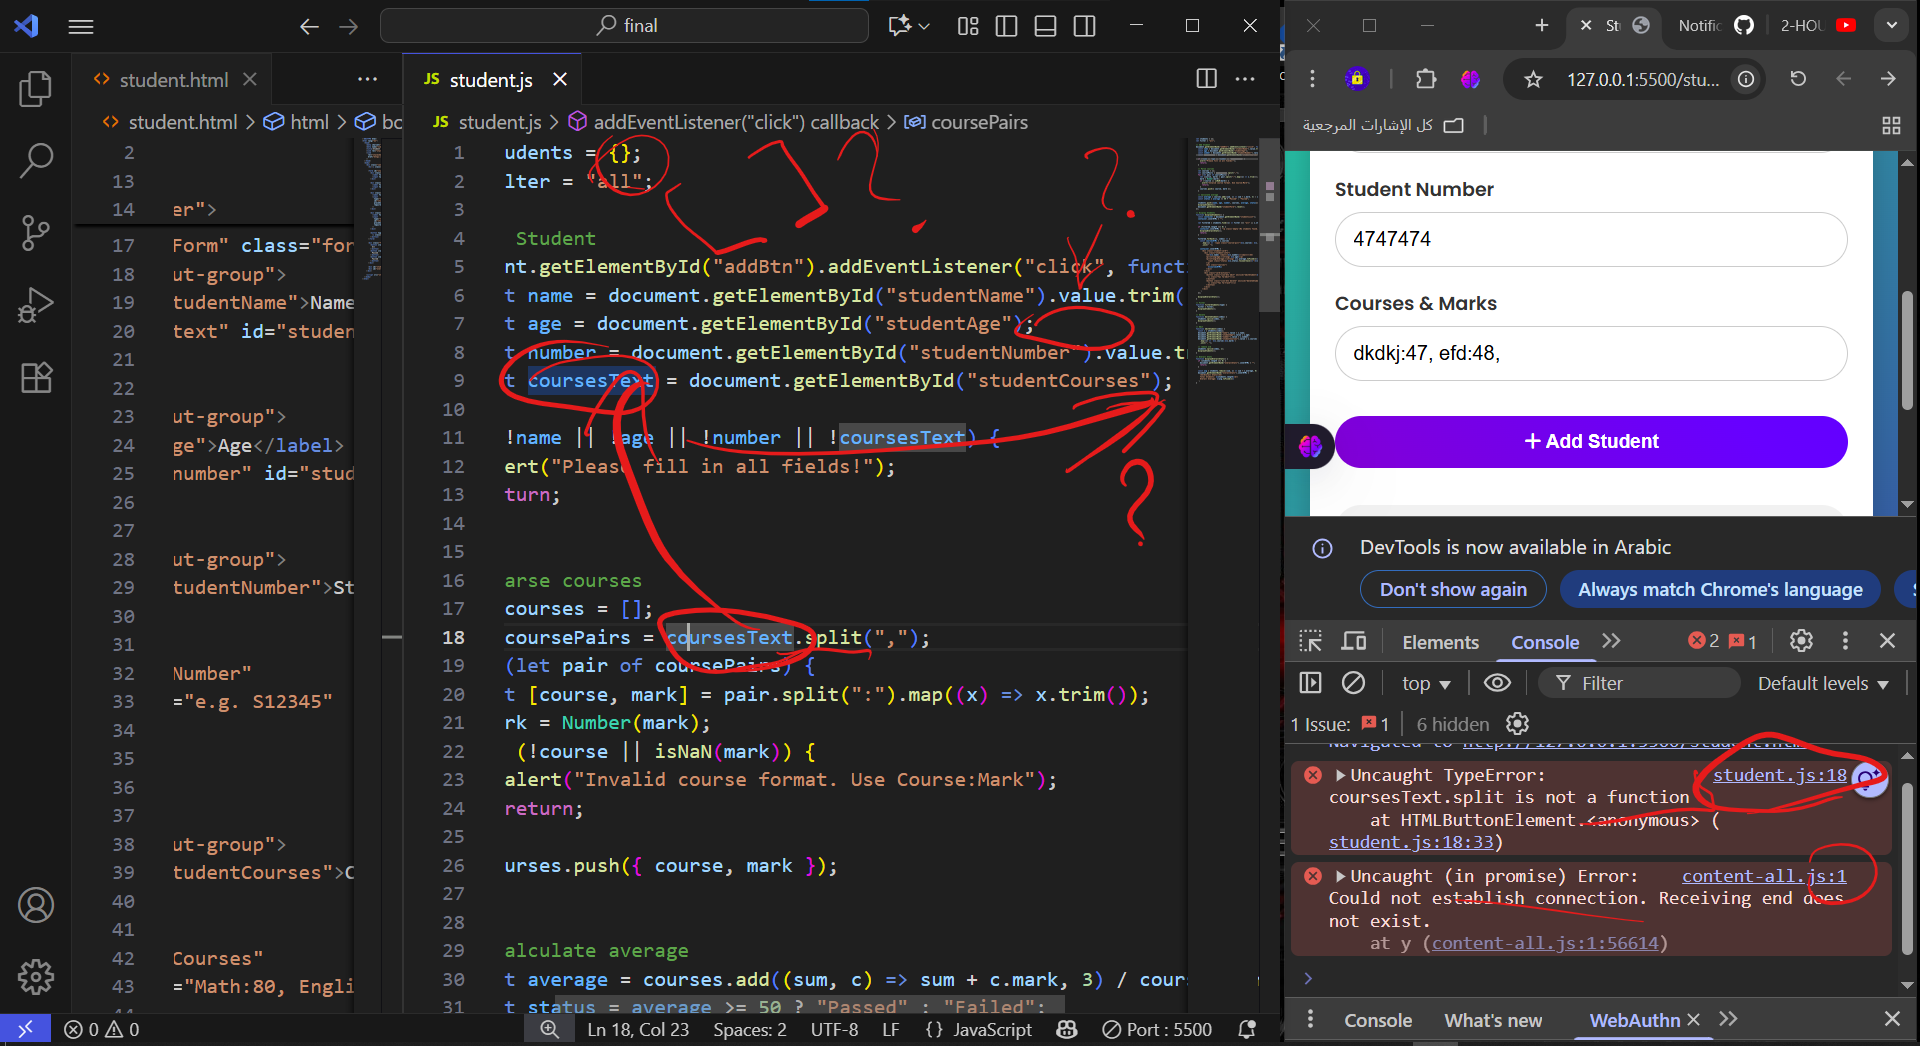 final
student.html
student.js
student.html > html > bo
student.js > addEventListener("click") callback > coursePairs
2
13
14 er">
17 Form" class="for
18 ut-group">
19 tudentName">Name
20 text" id="studen
21
22
23 ut-group">
24 ge">Age</label>
25 number" id="stud
26
27
28 ut-group">
29 tudentNumber">St
30
31
32 Number"
33 ="e.g. S12345"
34
35
36
37
38 ut-group">
39 tudentCourses">C
40
41
42 Courses"
43 ="Math:80, Engli
1 udents = {};
2 lter = "all";
3
4 Student
5 nt.getElementById("addBtn").addEventListener("click", functi
6 t name = document.getElementById("studentName").value.trim(
7 t age = document.getElementById("studentAge");
8 t number = document.getElementById("studentNumber").value.tr
9 t coursesText = document.getElementById("studentCourses");
10
11 !name || !age || !number || !coursesText) {
12 ert("Please fill in all fields!");
13 turn;
14
15
16 arse courses
17 courses = [];
18 coursePairs = coursesText.split(",");
19 (let pair of coursePairs) {
20 t [course, mark] = pair.split(":").map((x) => x.trim());
21 rk = Number(mark);
22 (!course || isNaN(mark)) {
23 alert("Invalid course format. Use Course:Mark");
24 return;
25
26 urses.push({ course, mark });
27
28
29 alculate average
30 t average = courses.add((sum, c) => sum + c.mark, 3) / cours
31 t status = average >= 50 ? "Passed" : "Failed";
[ ] ? .
?
?
0 0
Ln 18, Col 23 Spaces: 2 UTF-8 LF {} JavaScript Port : 5500
St
Notific
2-HOU
127.0.0.1:5500/stu...
كل الإشارات المرجعية
Student Number
4747474
Courses & Marks
dkdkj:47, efd:48,
+ Add Student
DevTools is now available in Arabic
Don't show again
Always match Chrome's language
S
Elements Console 2 1
top Filter Default levels
1 Issue: 1 6 hidden
Navigated to http://127.0.0.1:5500/student.html
Uncaught TypeError: student.js:18
coursesText.split is not a function
at HTMLButtonElement.<anonymous> (
student.js:18:33)
Uncaught (in promise) Error: content-all.js:1
Could not establish connection. Receiving end does
not exist.
at y (content-all.js:1:56614)
Console What's new WebAuthn